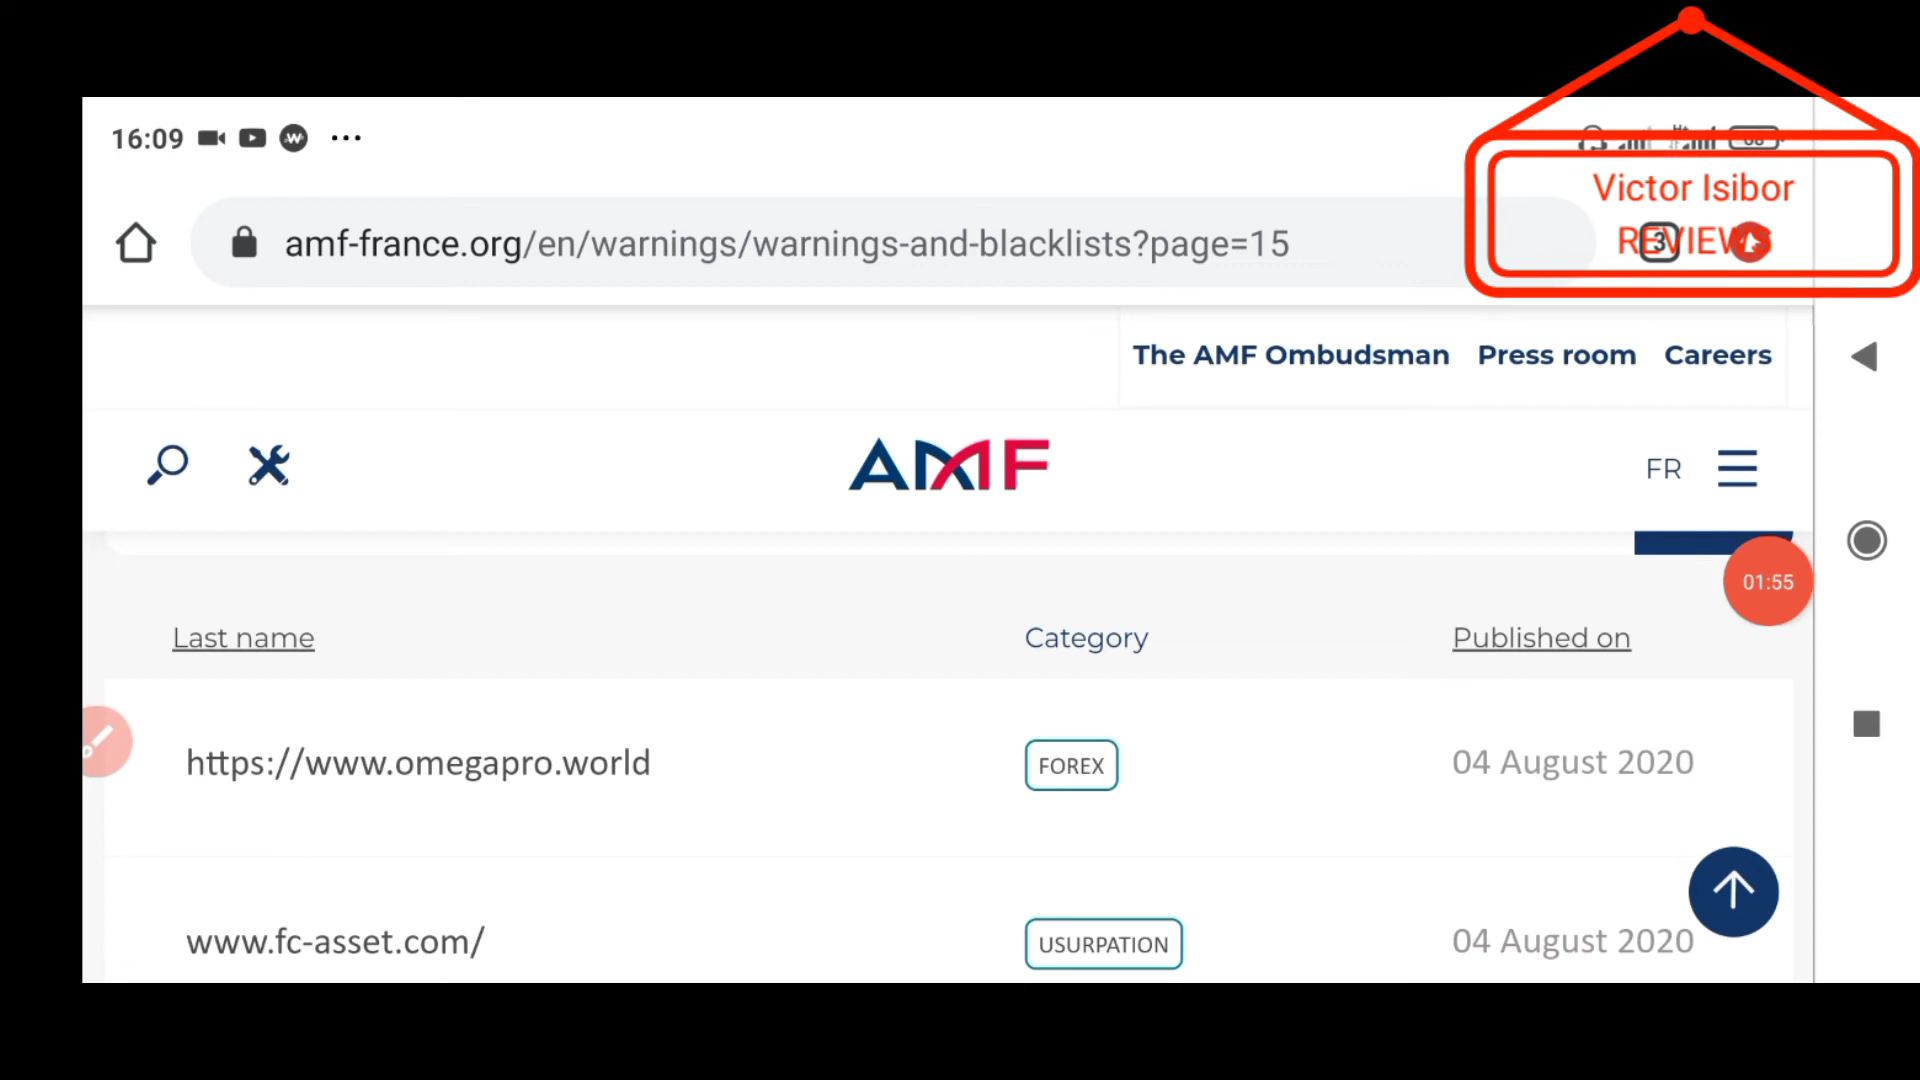 16:09
Victor Isibor
REVIEWS
3
amf-france.org/en/warnings/warnings-and-blacklists?page=15
The AMF Ombudsman Press room Careers
AMF
FR
01:55
Last name Category Published on
https://www.omegapro.world FOREX 04 August 2020
www.fc-asset.com/ USURPATION 04 August 2020